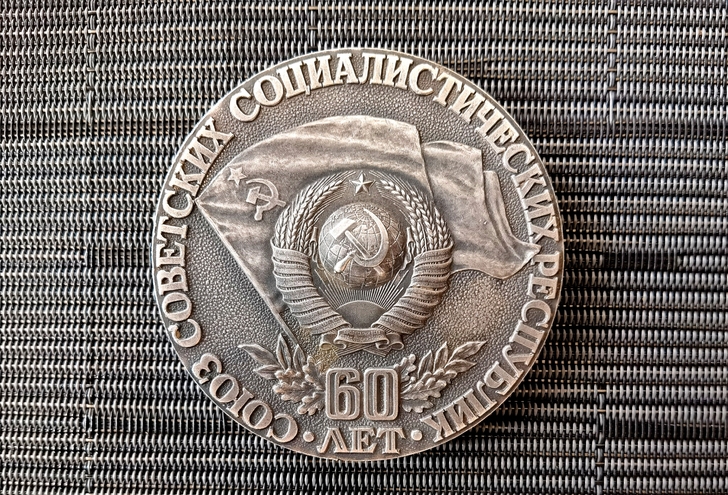 СОЮЗ СОВЕТСКИХ СОЦИАЛИСТИЧЕСКИХ РЕСПУБЛИК
60
· ЛЕТ ·